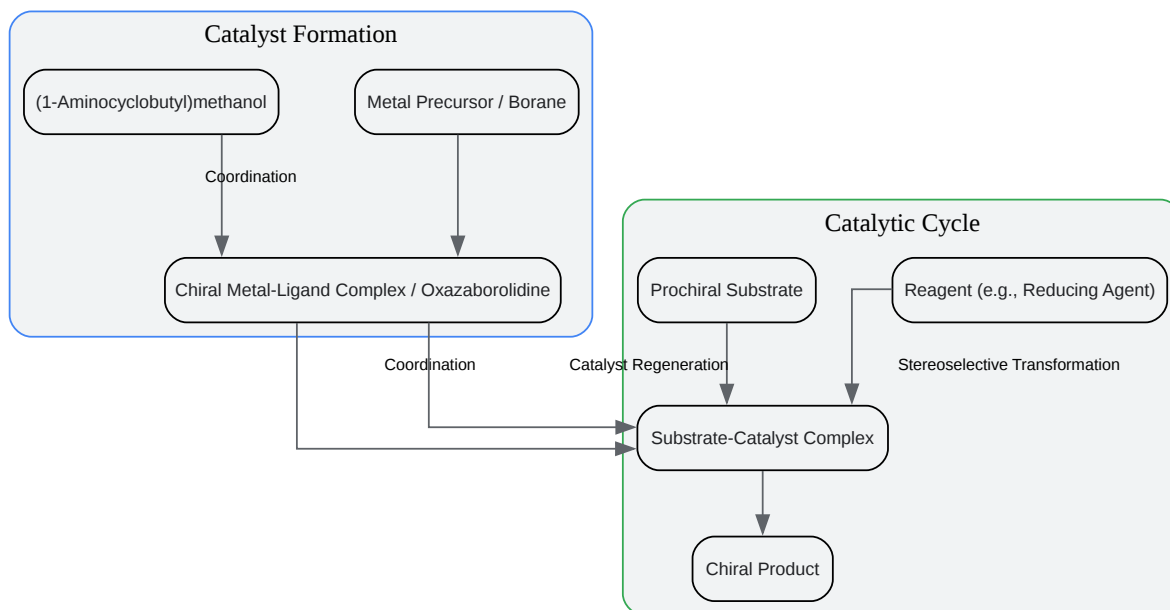 Catalyst Formation
(1-Aminocyclobutyl)methanol
Metal Precursor / Borane
Coordination
Chiral Metal-Ligand Complex / Oxazaborolidine
Catalytic Cycle
Prochiral Substrate
Reagent (e.g., Reducing Agent)
Coordination
Catalyst Regeneration
Stereoselective Transformation
Substrate-Catalyst Complex
Chiral Product